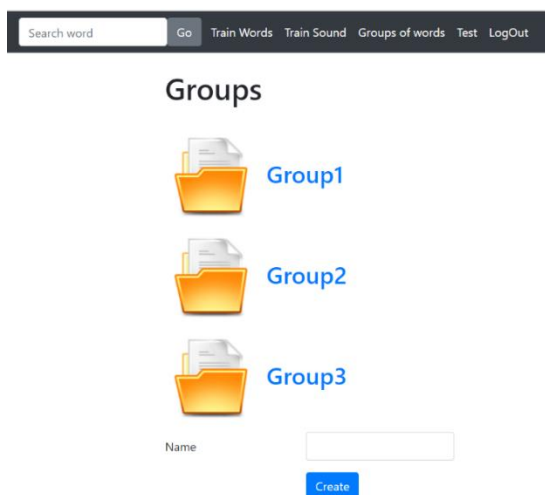 Search word Go Train Words Train Sound Groups of words Test LogOut
Groups
Group1
Group2
Group3
Name
Create